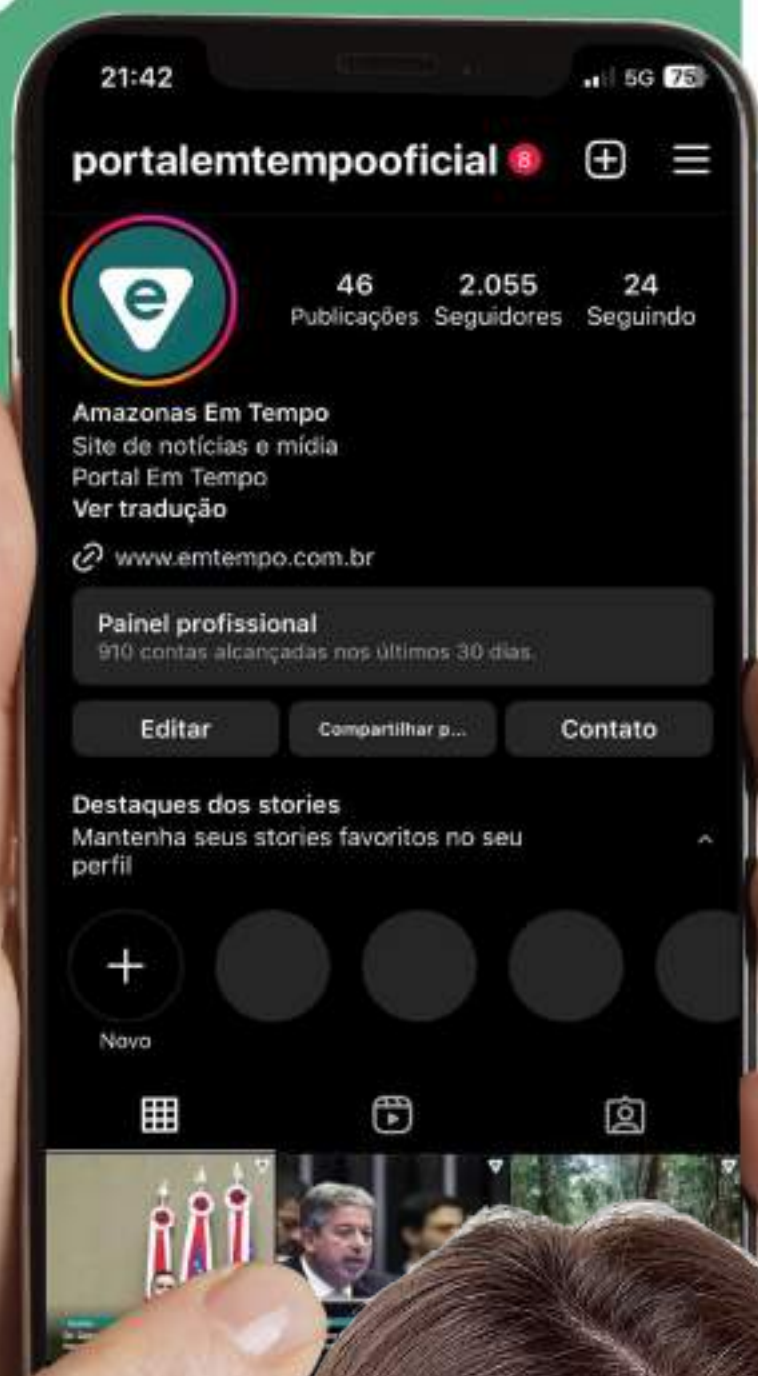 21:42
5G 75
portalemtempooficial 8
e
46 2.055 24
Publicações Seguidores Seguindo
Amazonas Em Tempo
Site de notícias e mídia
Portal Em Tempo
Ver tradução
www.emtempo.com.br
Painel profissional
910 contas alcançadas nos últimos 30 dias.
Editar Compartilhar p... Contato
Destaques dos stories
Mantenha seus stories favoritos no seu
perfil
Novo